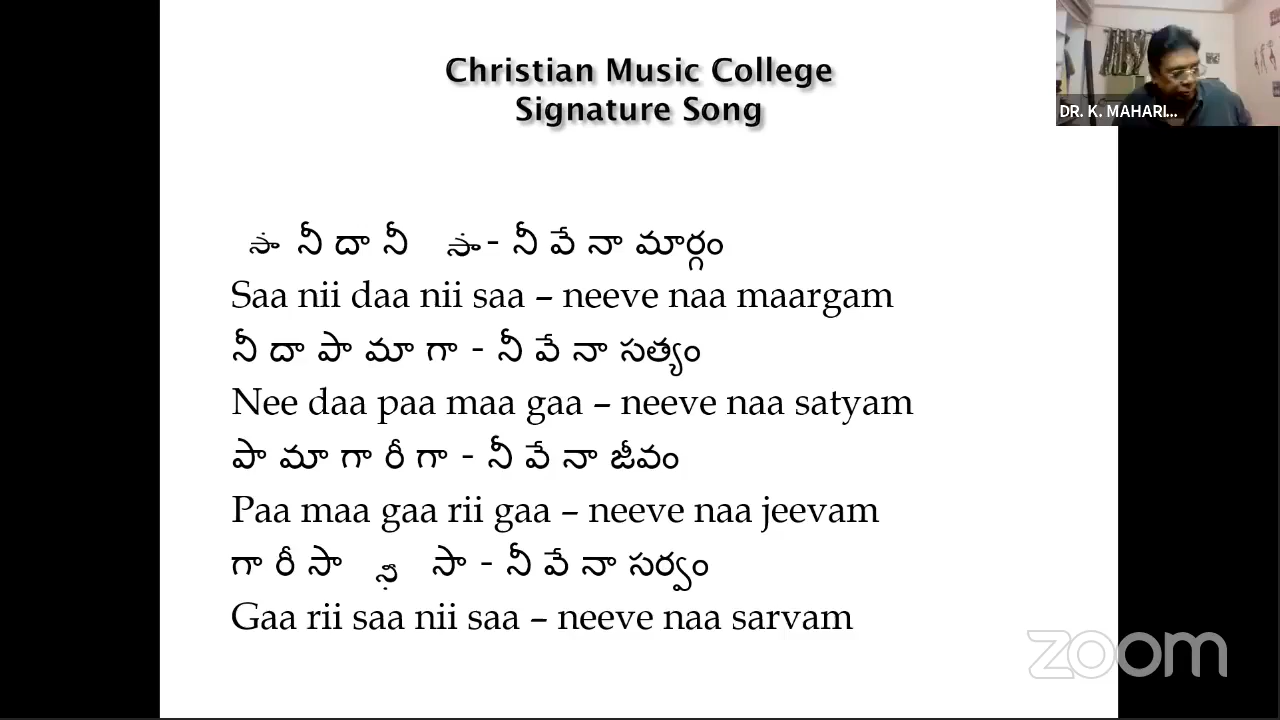 Christian Music College
Signature Song
DR. K. MAHARI...
సా నీ దా నీ సా - నీ వే నా మార్గం
Saa nii daa nii saa – neeve naa maargam
నీ దా పా మా గా - నీ వే నా సత్యం
Nee daa paa maa gaa – neeve naa satyam
పా మా గా రీ గా - నీ వే నా జీవం
Paa maa gaa rii gaa – neeve naa jeevam
గా రీ సా నీ సా - నీ వే నా సర్వం
Gaa rii saa nii saa – neeve naa sarvam
zoom